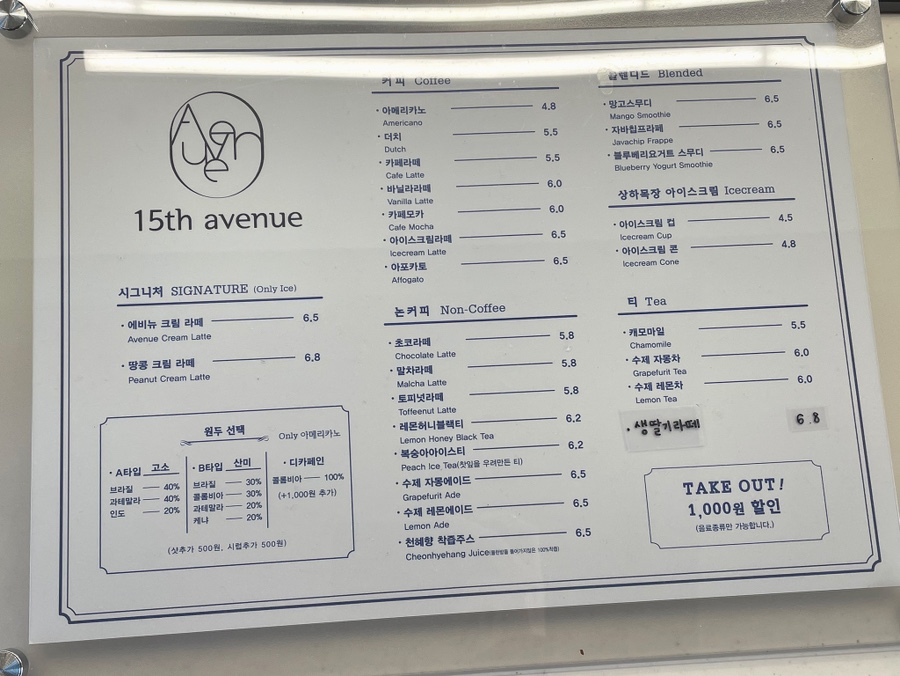 Avenue
15th avenue
시그니쳐 SIGNATURE (Only Ice)
에비뉴 크림 라떼 6.5
Avenue Cream Latte
땅콩 크림 라떼 6.8
Peanut Cream Latte
원두 선택 Only 아메리카노
· A타입 고소
브라질 40%
과테말라 40%
인도 20%
· B타입 산미
브라질 30%
콜롬비아 30%
과테말라 20%
케냐 20%
· 디카페인
콜롬비아 100%
(+1,000원 추가)
(샷추가 500원, 시럽추가 500원)
커피 Coffee
· 아메리카노 4.8
Americano
· 더치 5.5
Dutch
· 카페라떼 5.5
Cafe Latte
· 바닐라라떼 6.0
Vanilla Latte
· 카페모카 6.0
Cafe Mocha
· 아이스크림라떼 6.5
Icecream Latte
· 아포카토 6.5
Affogato
논커피 Non-Coffee
· 초코라떼 5.8
Chocolate Latte
· 말차라떼 5.8
Malcha Latte
· 토피넛라떼 5.8
Toffeenut Latte
· 레몬허니블랙티 6.2
Lemon Honey Black Tea
· 복숭아아이스티 6.2
Peach Ice Tea(찻잎을 우려만든 티)
· 수제 자몽에이드 6.5
Grapefurit Ade
· 수제 레몬에이드 6.5
Lemon Ade
· 천혜향 착즙주스 6.5
Cheonhyehang Juice
블렌디드 Blended
· 망고스무디 6.5
Mango Smoothie
· 자바칩프라페 6.5
Javachip Frappe
· 블루베리요거트 스무디 6.5
Blueberry Yogurt Smoothie
상하목장 아이스크림 Icecream
· 아이스크림 컵 4.5
Icecream Cup
· 아이스크림 콘 4.8
Icecream Cone
티 Tea
· 캐모마일 5.5
Chamomile
· 수제 자몽차 6.0
Grapefurit Tea
· 수제 레몬차 6.0
Lemon Tea
· 생딸기라떼 6.8
TAKE OUT!
1,000원 할인
(음료종류만 가능합니다.)